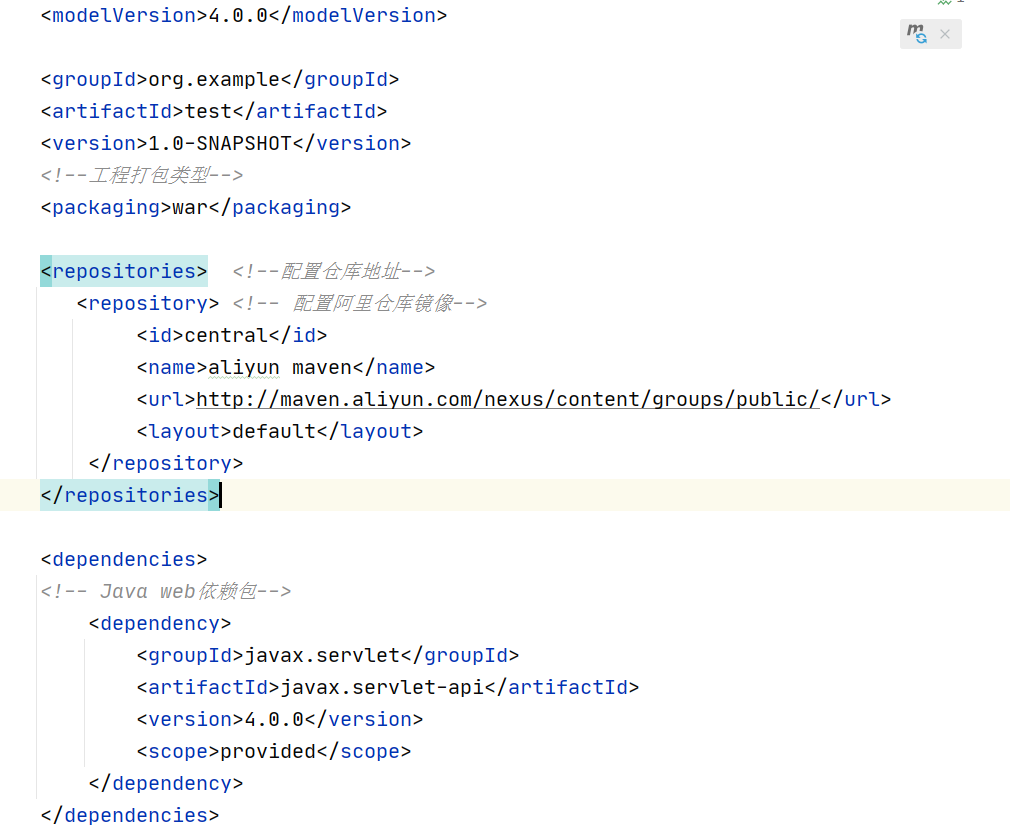 <modelVersion>4.0.0</modelVersion>
<groupId>org.example</groupId>
<artifactId>test</artifactId>
<version>1.0-SNAPSHOT</version>
<!--工程打包类型-->
<packaging>war</packaging>
<repositories>  <!--配置仓库地址-->
<repository> <!-- 配置阿里仓库镜像-->
<id>central</id>
<name>aliyun maven</name>
<url>http://maven.aliyun.com/nexus/content/groups/public/</url>
<layout>default</layout>
</repository>
</repositories>
<dependencies>
<!-- Java web依赖包-->
<dependency>
<groupId>javax.servlet</groupId>
<artifactId>javax.servlet-api</artifactId>
<version>4.0.0</version>
<scope>provided</scope>
</dependency>
</dependencies>